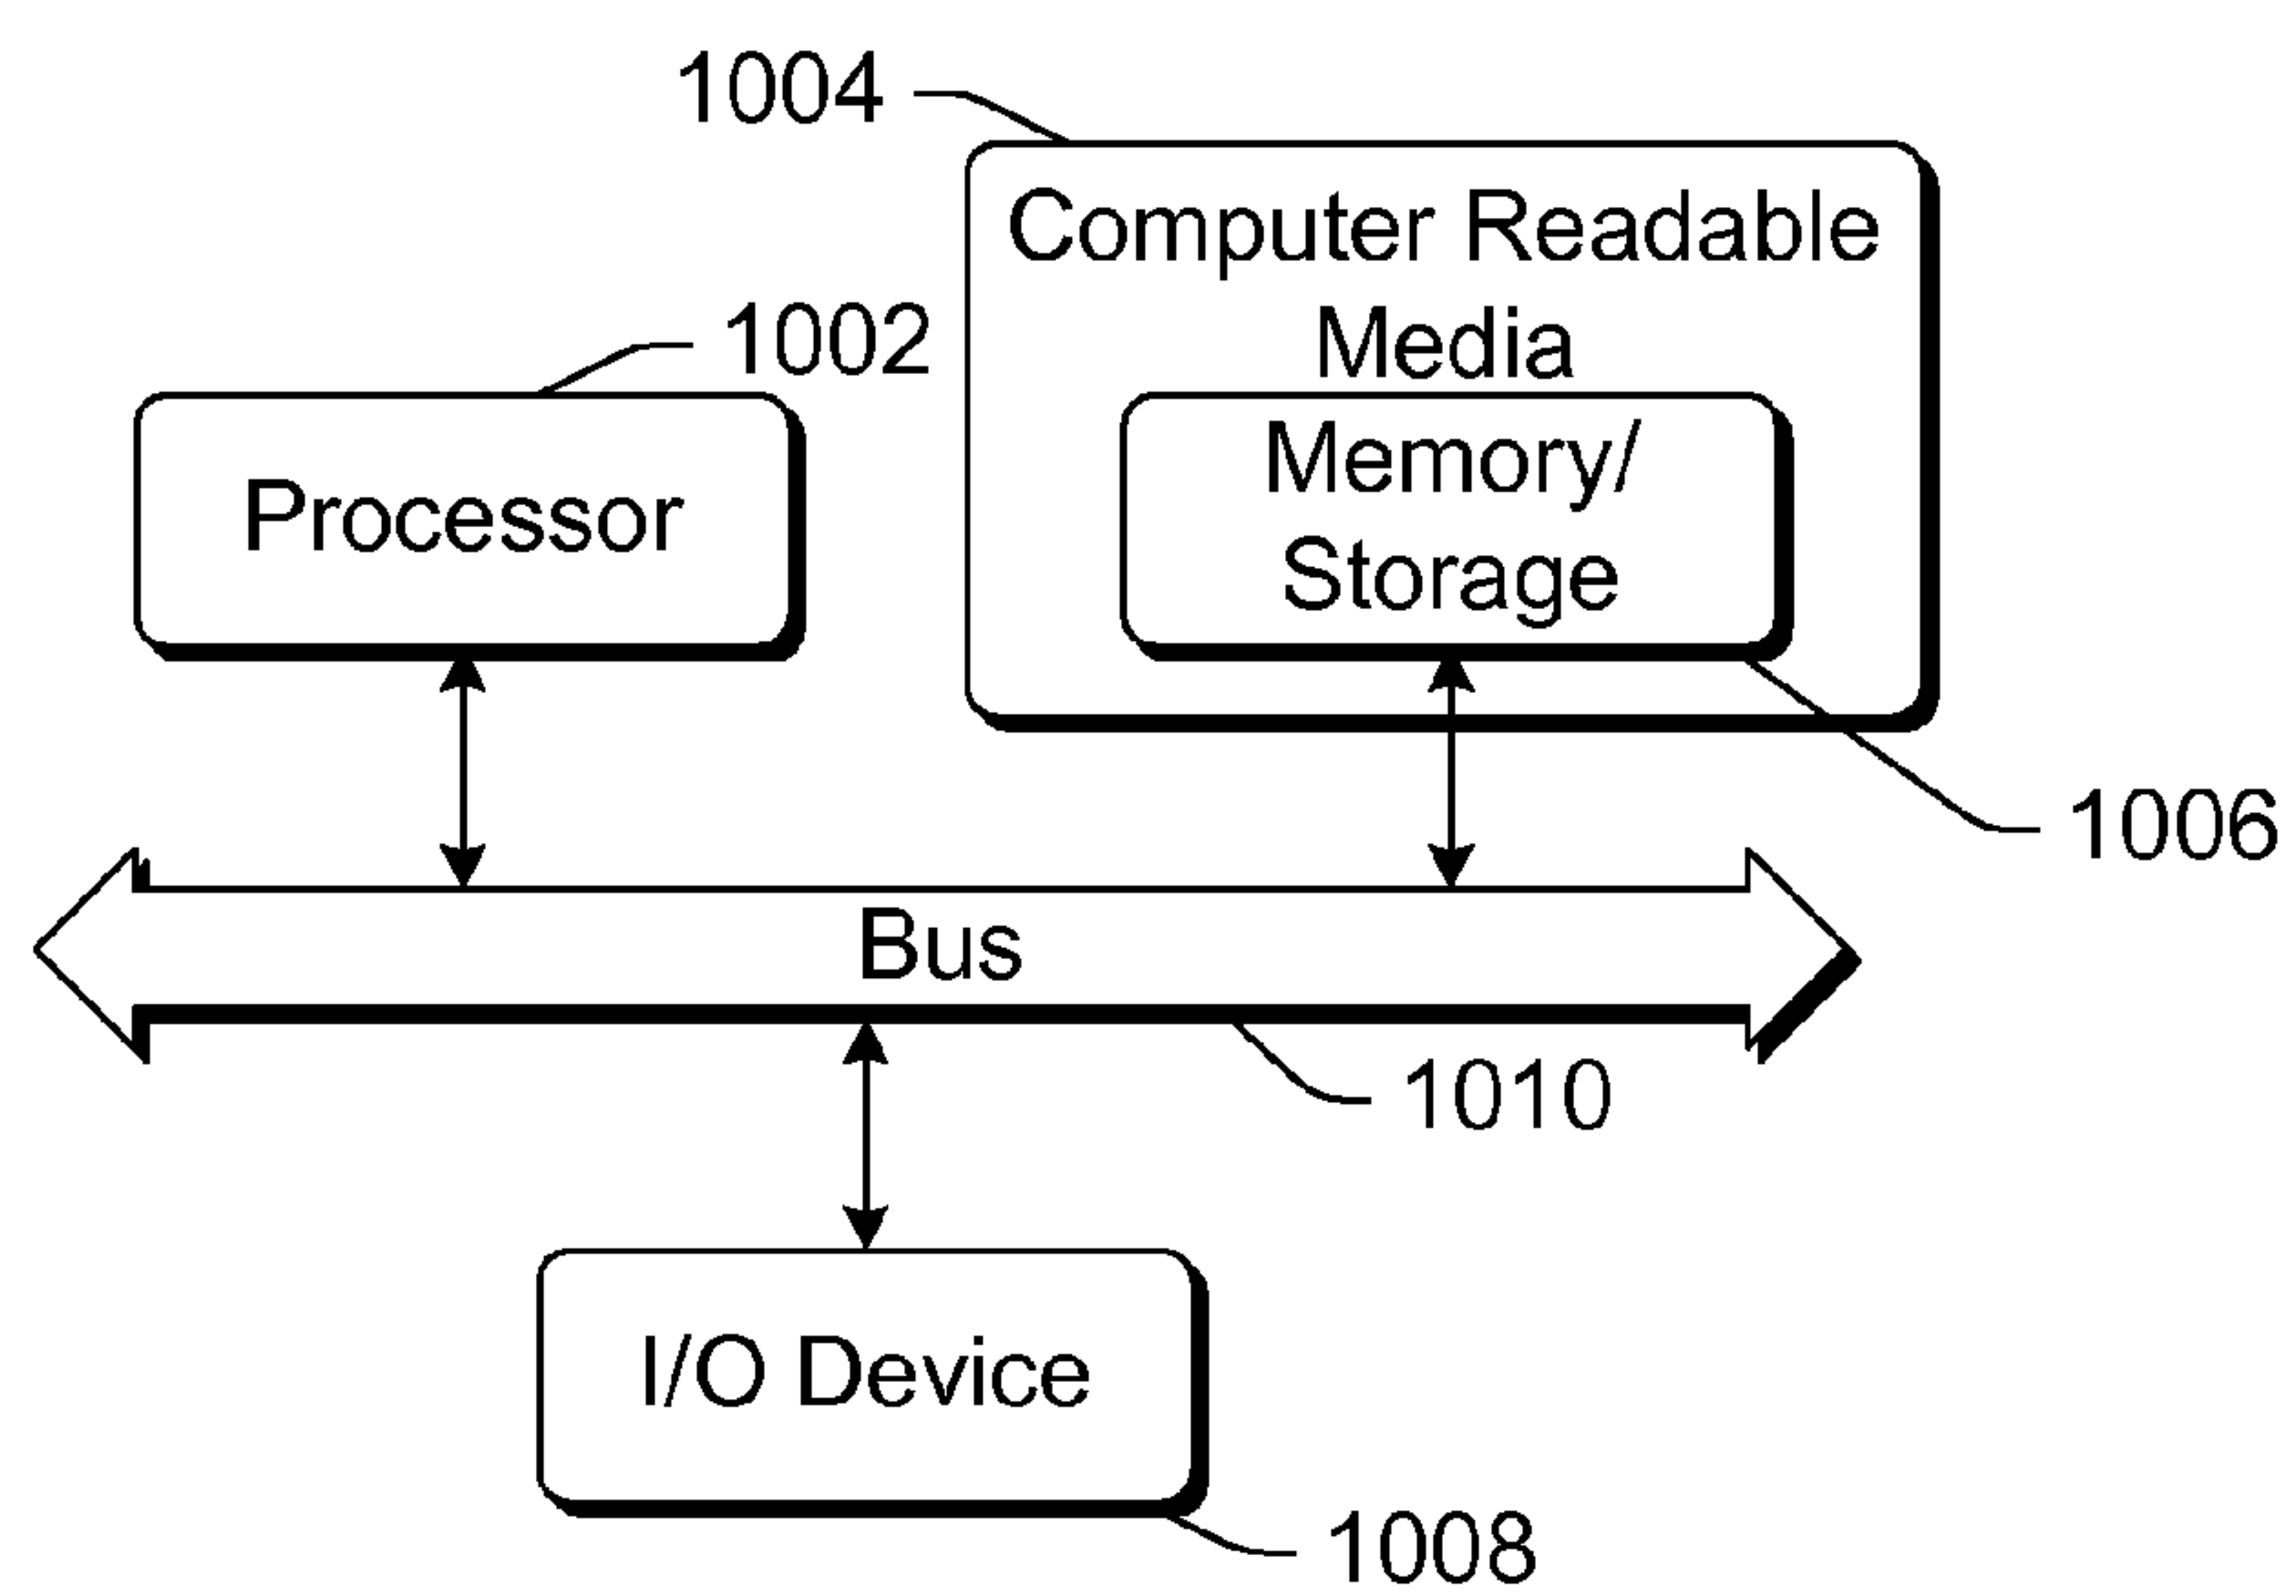 1004
Computer Readable
Media
1002
Memory/
Storage
Processor
1006
Bus
1010
I/O Device
1008